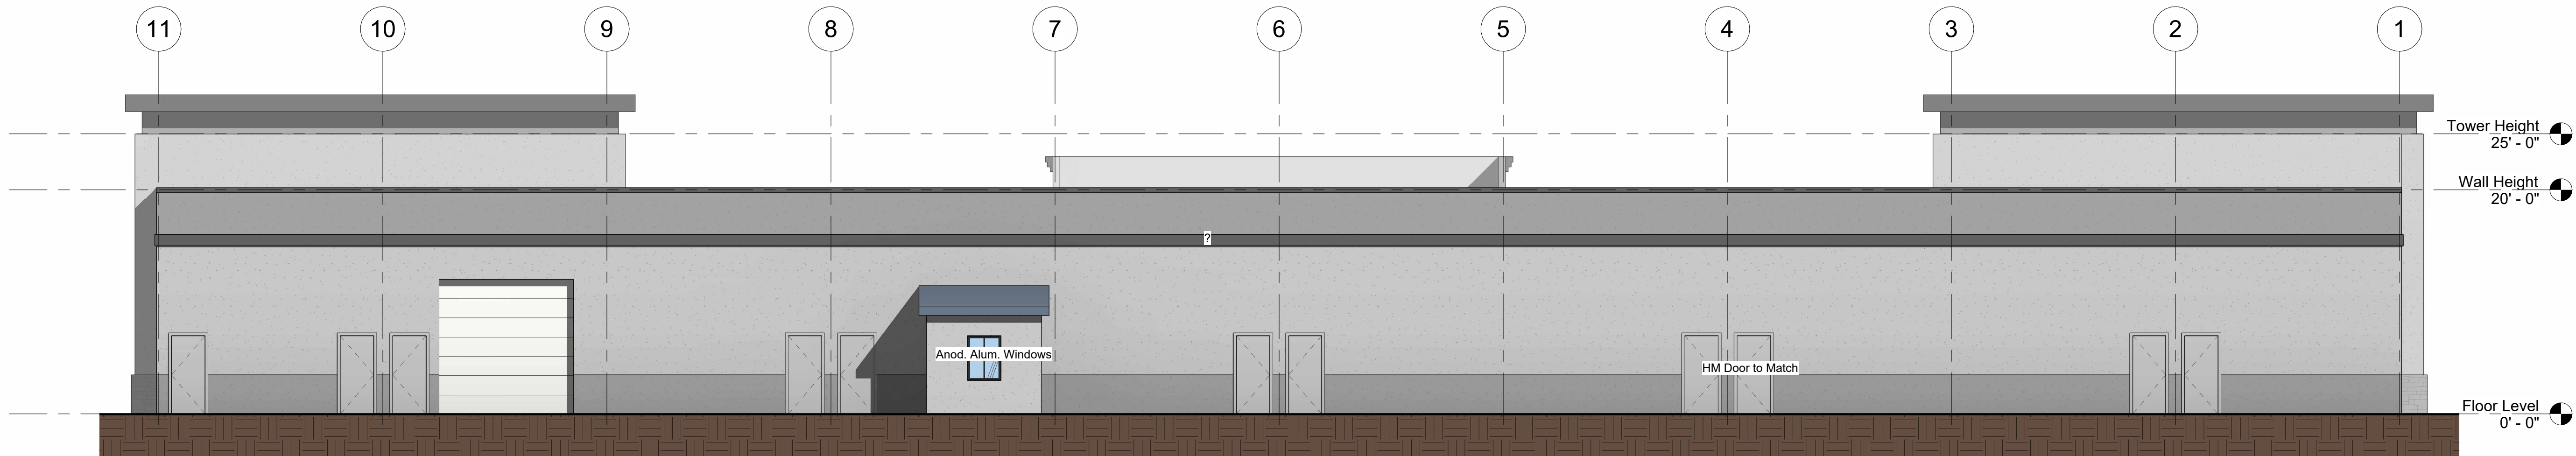 11 10 9 8 7 6 5 4 3 2 1
Tower Height
25' - 0"
Wall Height
20' - 0"
?
Anod. Alum. Windows
HM Door to Match
Floor Level
0' - 0"